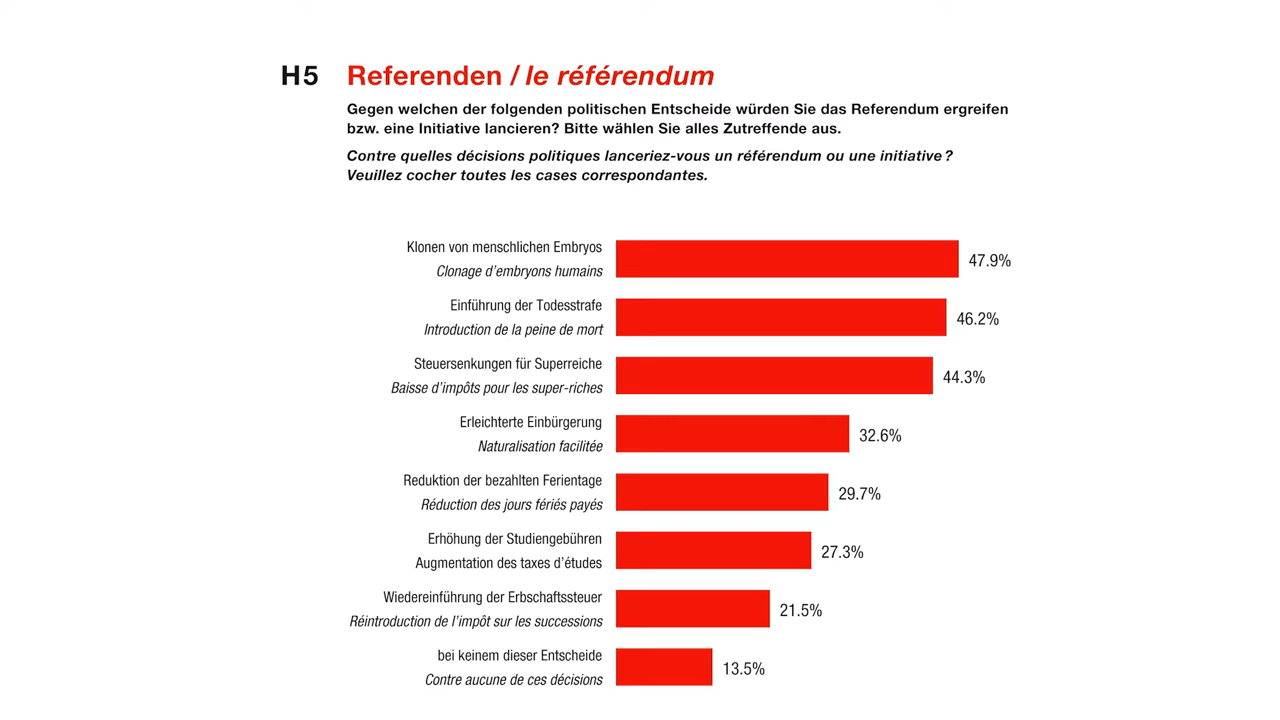 H5 Referenden / le référendum
Gegen welchen der folgenden politischen Entscheide würden Sie das Referendum ergreifen
bzw. eine Initiative lancieren? Bitte wählen Sie alles Zutreffende aus.
Contre quelles décisions politiques lanceriez-vous un référendum ou une initiative ?
Veuillez cocher toutes les cases correspondantes.
Klonen von menschlichen Embryos
Clonage d'embryons humains
47.9%
Einführung der Todesstrafe
Introduction de la peine de mort
46.2%
Steuersenkungen für Superreiche
Baisse d'impôts pour les super-riches
44.3%
Erleichterte Einbürgerung
Naturalisation facilitée
32.6%
Reduktion der bezahlten Ferientage
Réduction des jours fériés payés
29.7%
Erhöhung der Studiengebühren
Augmentation des taxes d'études
27.3%
Wiedereinführung der Erbschaftssteuer
Réintroduction de l'impôt sur les successions
21.5%
bei keinem dieser Entscheide
Contre aucune de ces décisions
13.5%